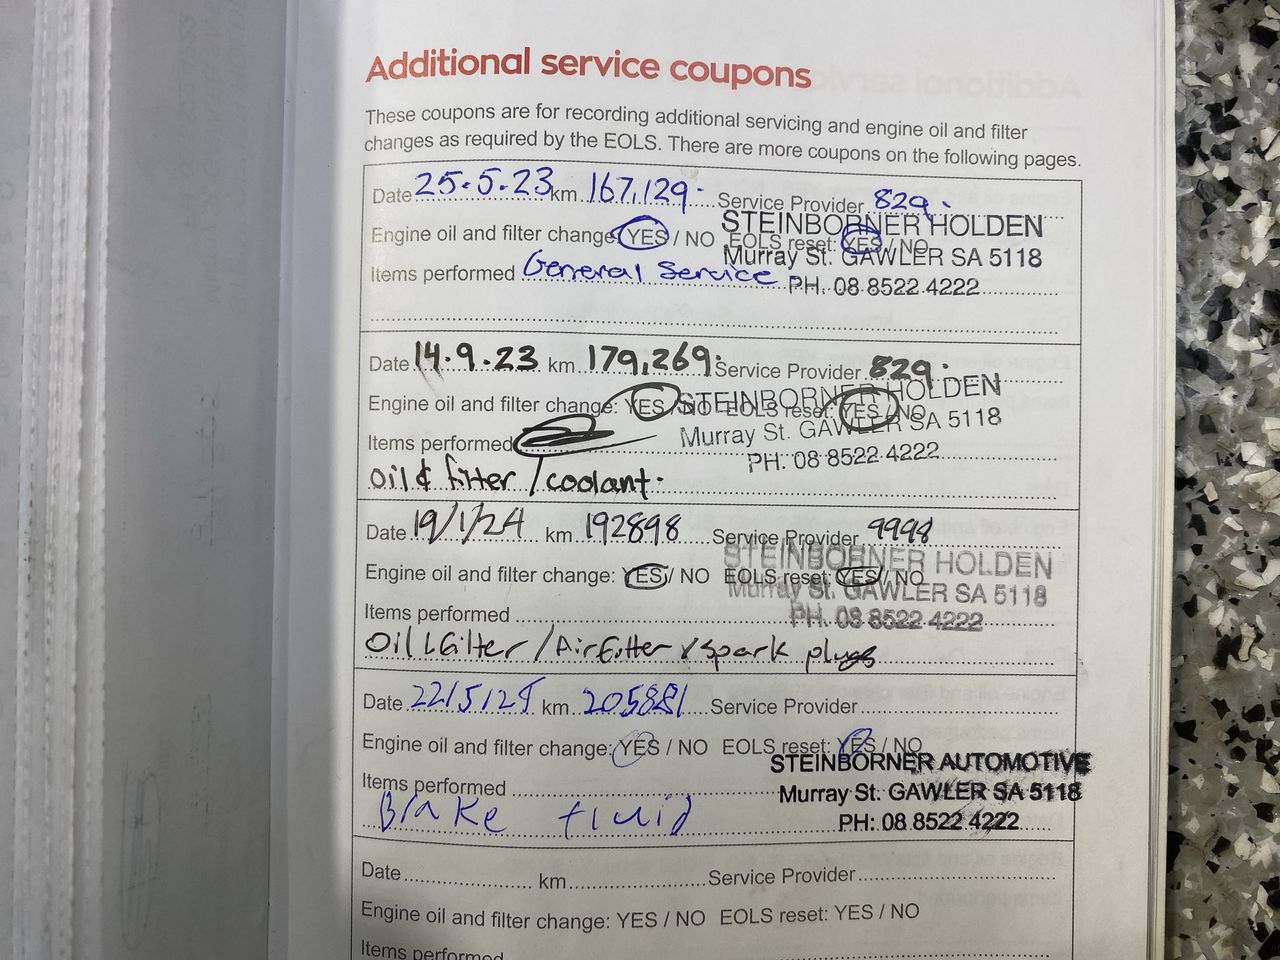 Additional service coupons
These coupons are for recording additional servicing and engine oil and filter
changes as required by the EOLS. There are more coupons on the following pages.
Date 25.5.23 km 167,129. Service Provider 829.
STEINBORNER HOLDEN
Engine oil and filter change: YES / NO EOLS reset: YES / NO
Murray St. GAWLER SA 5118
Items performed General Service
PH. 08 8522 4222
Date 14.9.23 km 179,269. Service Provider 829.
STEINBORNER HOLDEN
Engine oil and filter change: YES / NO EOLS reset: YES / NO
Murray St. GAWLER SA 5118
Items performed
PH. 08 8522 4222
Oil & filter / coolant.
Date 19/1/24 km 192898 Service Provider 9998
STEINBORNER HOLDEN
Engine oil and filter change: YES / NO EOLS reset: YES / NO
Murray St. GAWLER SA 5118
Items performed
PH. 08 8522 4222
Oil & Filter / Air Filter / Spark plugs
Date 22/5/24 km 205881 Service Provider
Engine oil and filter change: YES / NO EOLS reset: YES / NO
STEINBORNER AUTOMOTIVE
Items performed
Murray St. GAWLER SA 5118
Brake fluid
PH: 08 8522 4222
Date km Service Provider
Engine oil and filter change: YES / NO EOLS reset: YES / NO
Items performed